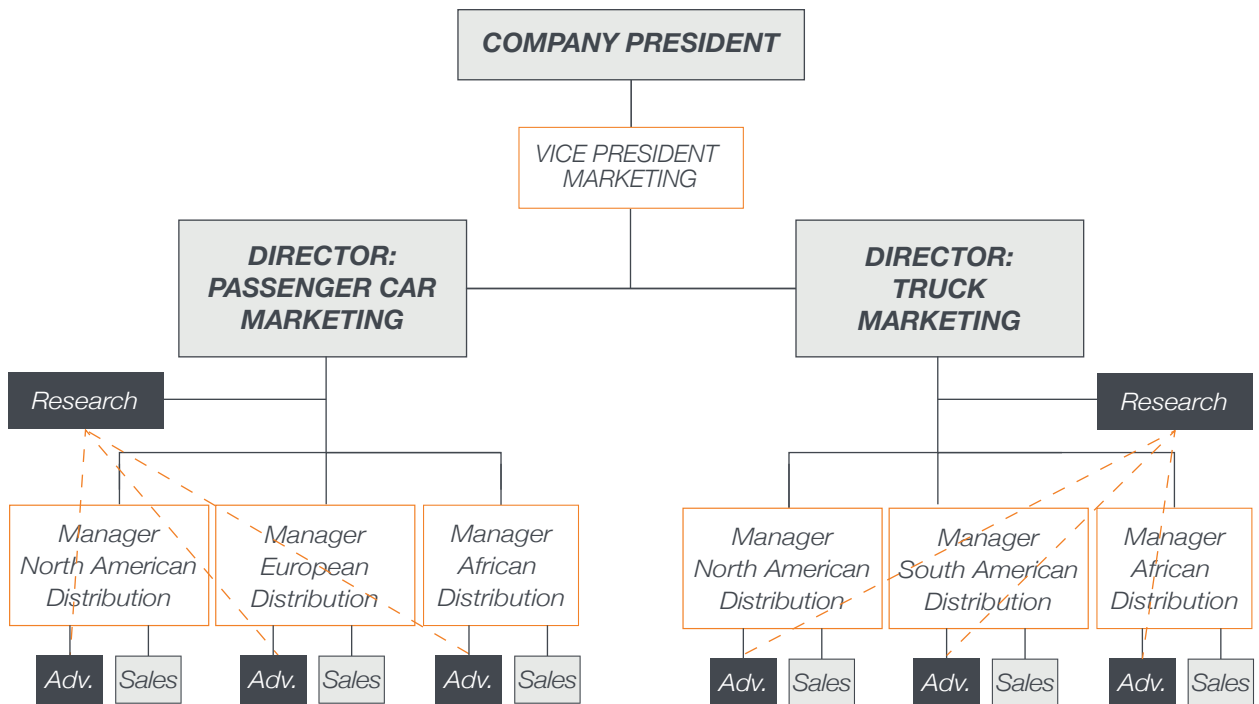 COMPANY PRESIDENT
VICE PRESIDENT
MARKETING
DIRECTOR:
PASSENGER CAR
MARKETING
DIRECTOR:
TRUCK
MARKETING
Research
Research
Manager
North American
Distribution
Manager
European
Distribution
Manager
African
Distribution
Manager
North American
Distribution
Manager
South American
Distribution
Manager
African
Distribution
Adv.
Sales
Adv.
Sales
Adv.
Sales
Adv.
Sales
Adv.
Sales
Adv.
Sales